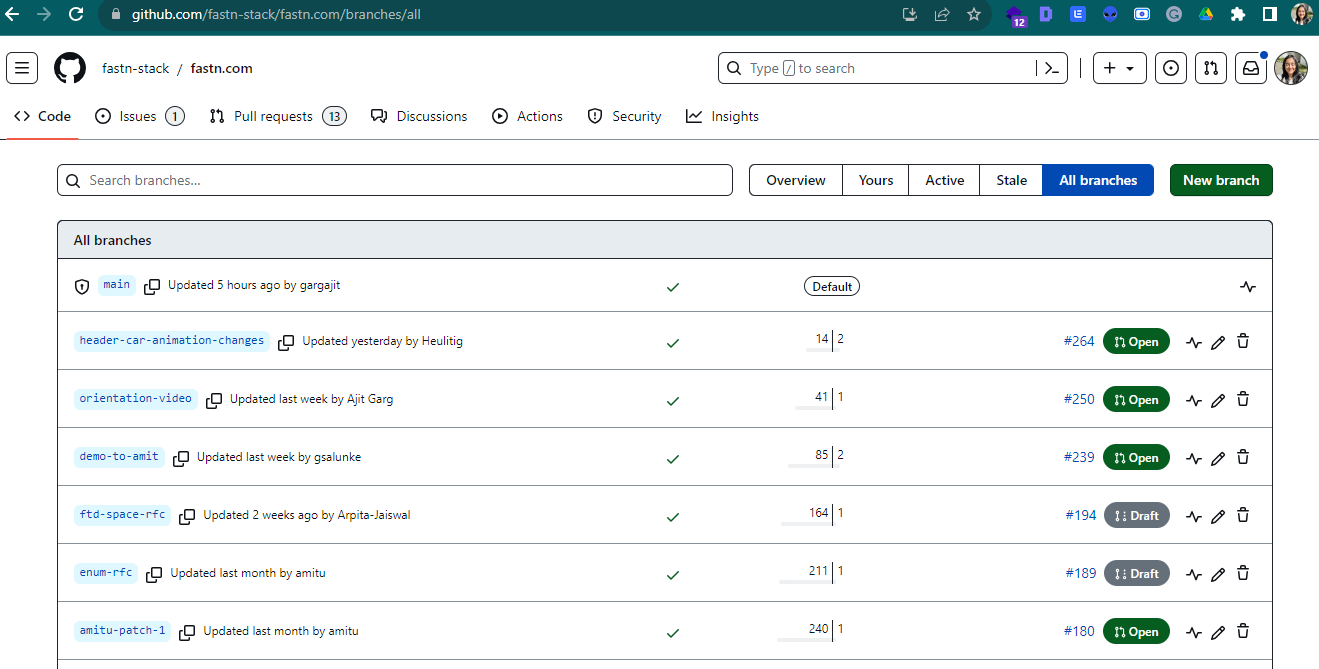 github.com/fastn-stack/fastn.com/branches/all
12
fastn-stack / fastn.com
Type / to search
Code Issues 1 Pull requests 13 Discussions Actions Security Insights
Search branches...
Overview Yours Active Stale All branches New branch
All branches
main Updated 5 hours ago by gargajit Default
header-car-animation-changes Updated yesterday by Heulitig 14 2 #264 Open
orientation-video Updated last week by Ajit Garg 41 1 #250 Open
demo-to-amit Updated last week by gsalunke 85 2 #239 Open
ftd-space-rfc Updated 2 weeks ago by Arpita-Jaiswal 164 1 #194 Draft
enum-rfc Updated last month by amitu 211 1 #189 Draft
amitu-patch-1 Updated last month by amitu 240 1 #180 Open